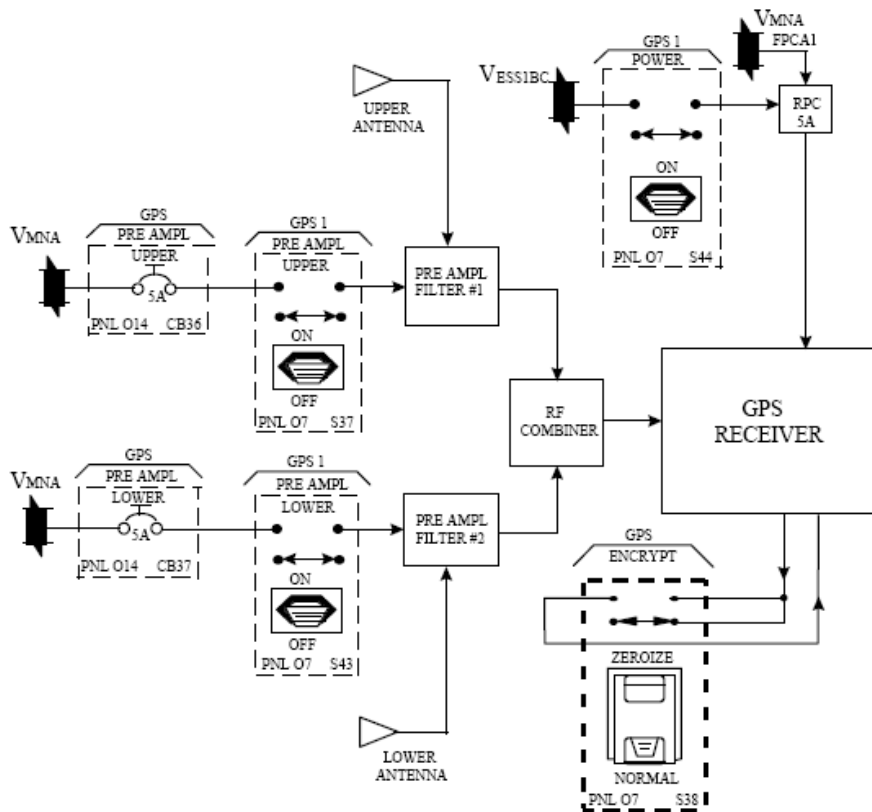 VMNA
FPCA1
GPS 1
POWER
VESS1BC
RPC
5A
ON
OFF
PNL O7 S44
UPPER
ANTENNA
VMNA
GPS
PRE AMPL
UPPER
5A
PNL O14 CB36
GPS 1
PRE AMPL
UPPER
ON
OFF
PNL O7 S37
PRE AMPL
FILTER #1
RF
COMBINER
GPS
RECEIVER
VMNA
GPS
PRE AMPL
LOWER
5A
PNL O14 CB37
GPS 1
PRE AMPL
LOWER
ON
OFF
PNL O7 S43
PRE AMPL
FILTER #2
LOWER
ANTENNA
GPS
ENCRYPT
ZEROIZE
NORMAL
PNL O7 S38